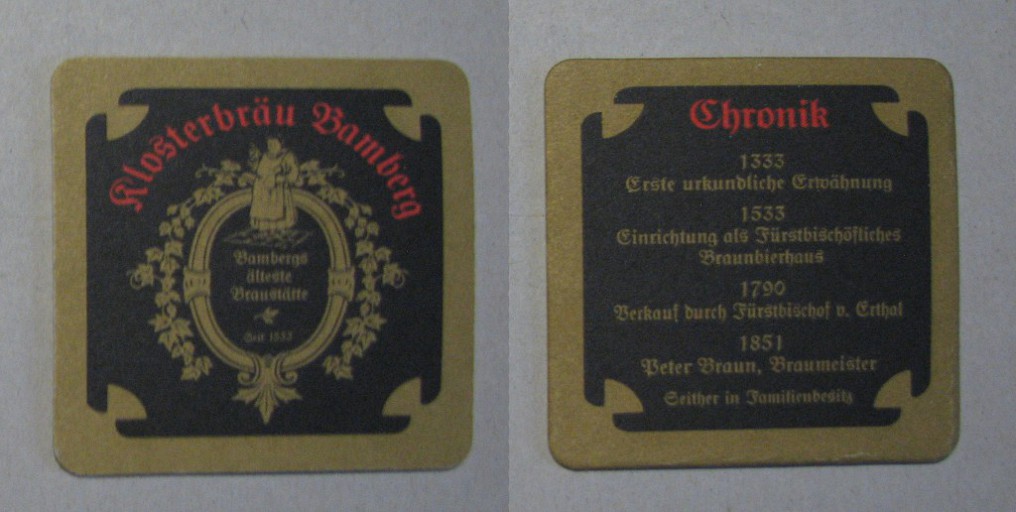 Klosterbräu Bamberg
Bambergs
älteste
Braustätte
Seit 1533
Chronik
1333
Erste urkundliche Erwähnung
1533
Einrichtung als Fürstbischöfliches
Braunbierhaus
1790
Verkauf durch Fürstbischof v. Erthal
1851
Peter Braun, Braumeister
Seither in Familienbesitz